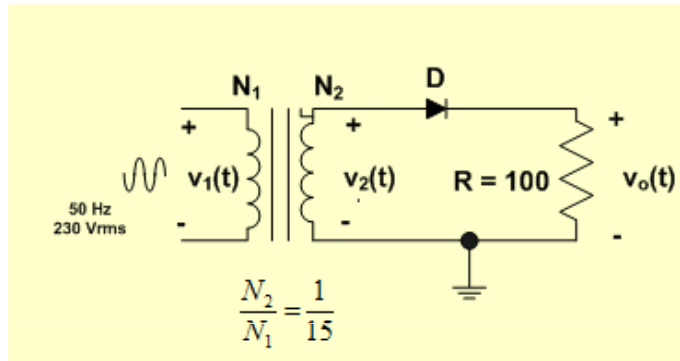 N₁ N₂ D
+ + +
v₁(t) v₂(t) R = 100 vₒ(t)
50 Hz
230 Vrms
- - -
N₂/N₁ = 1/15